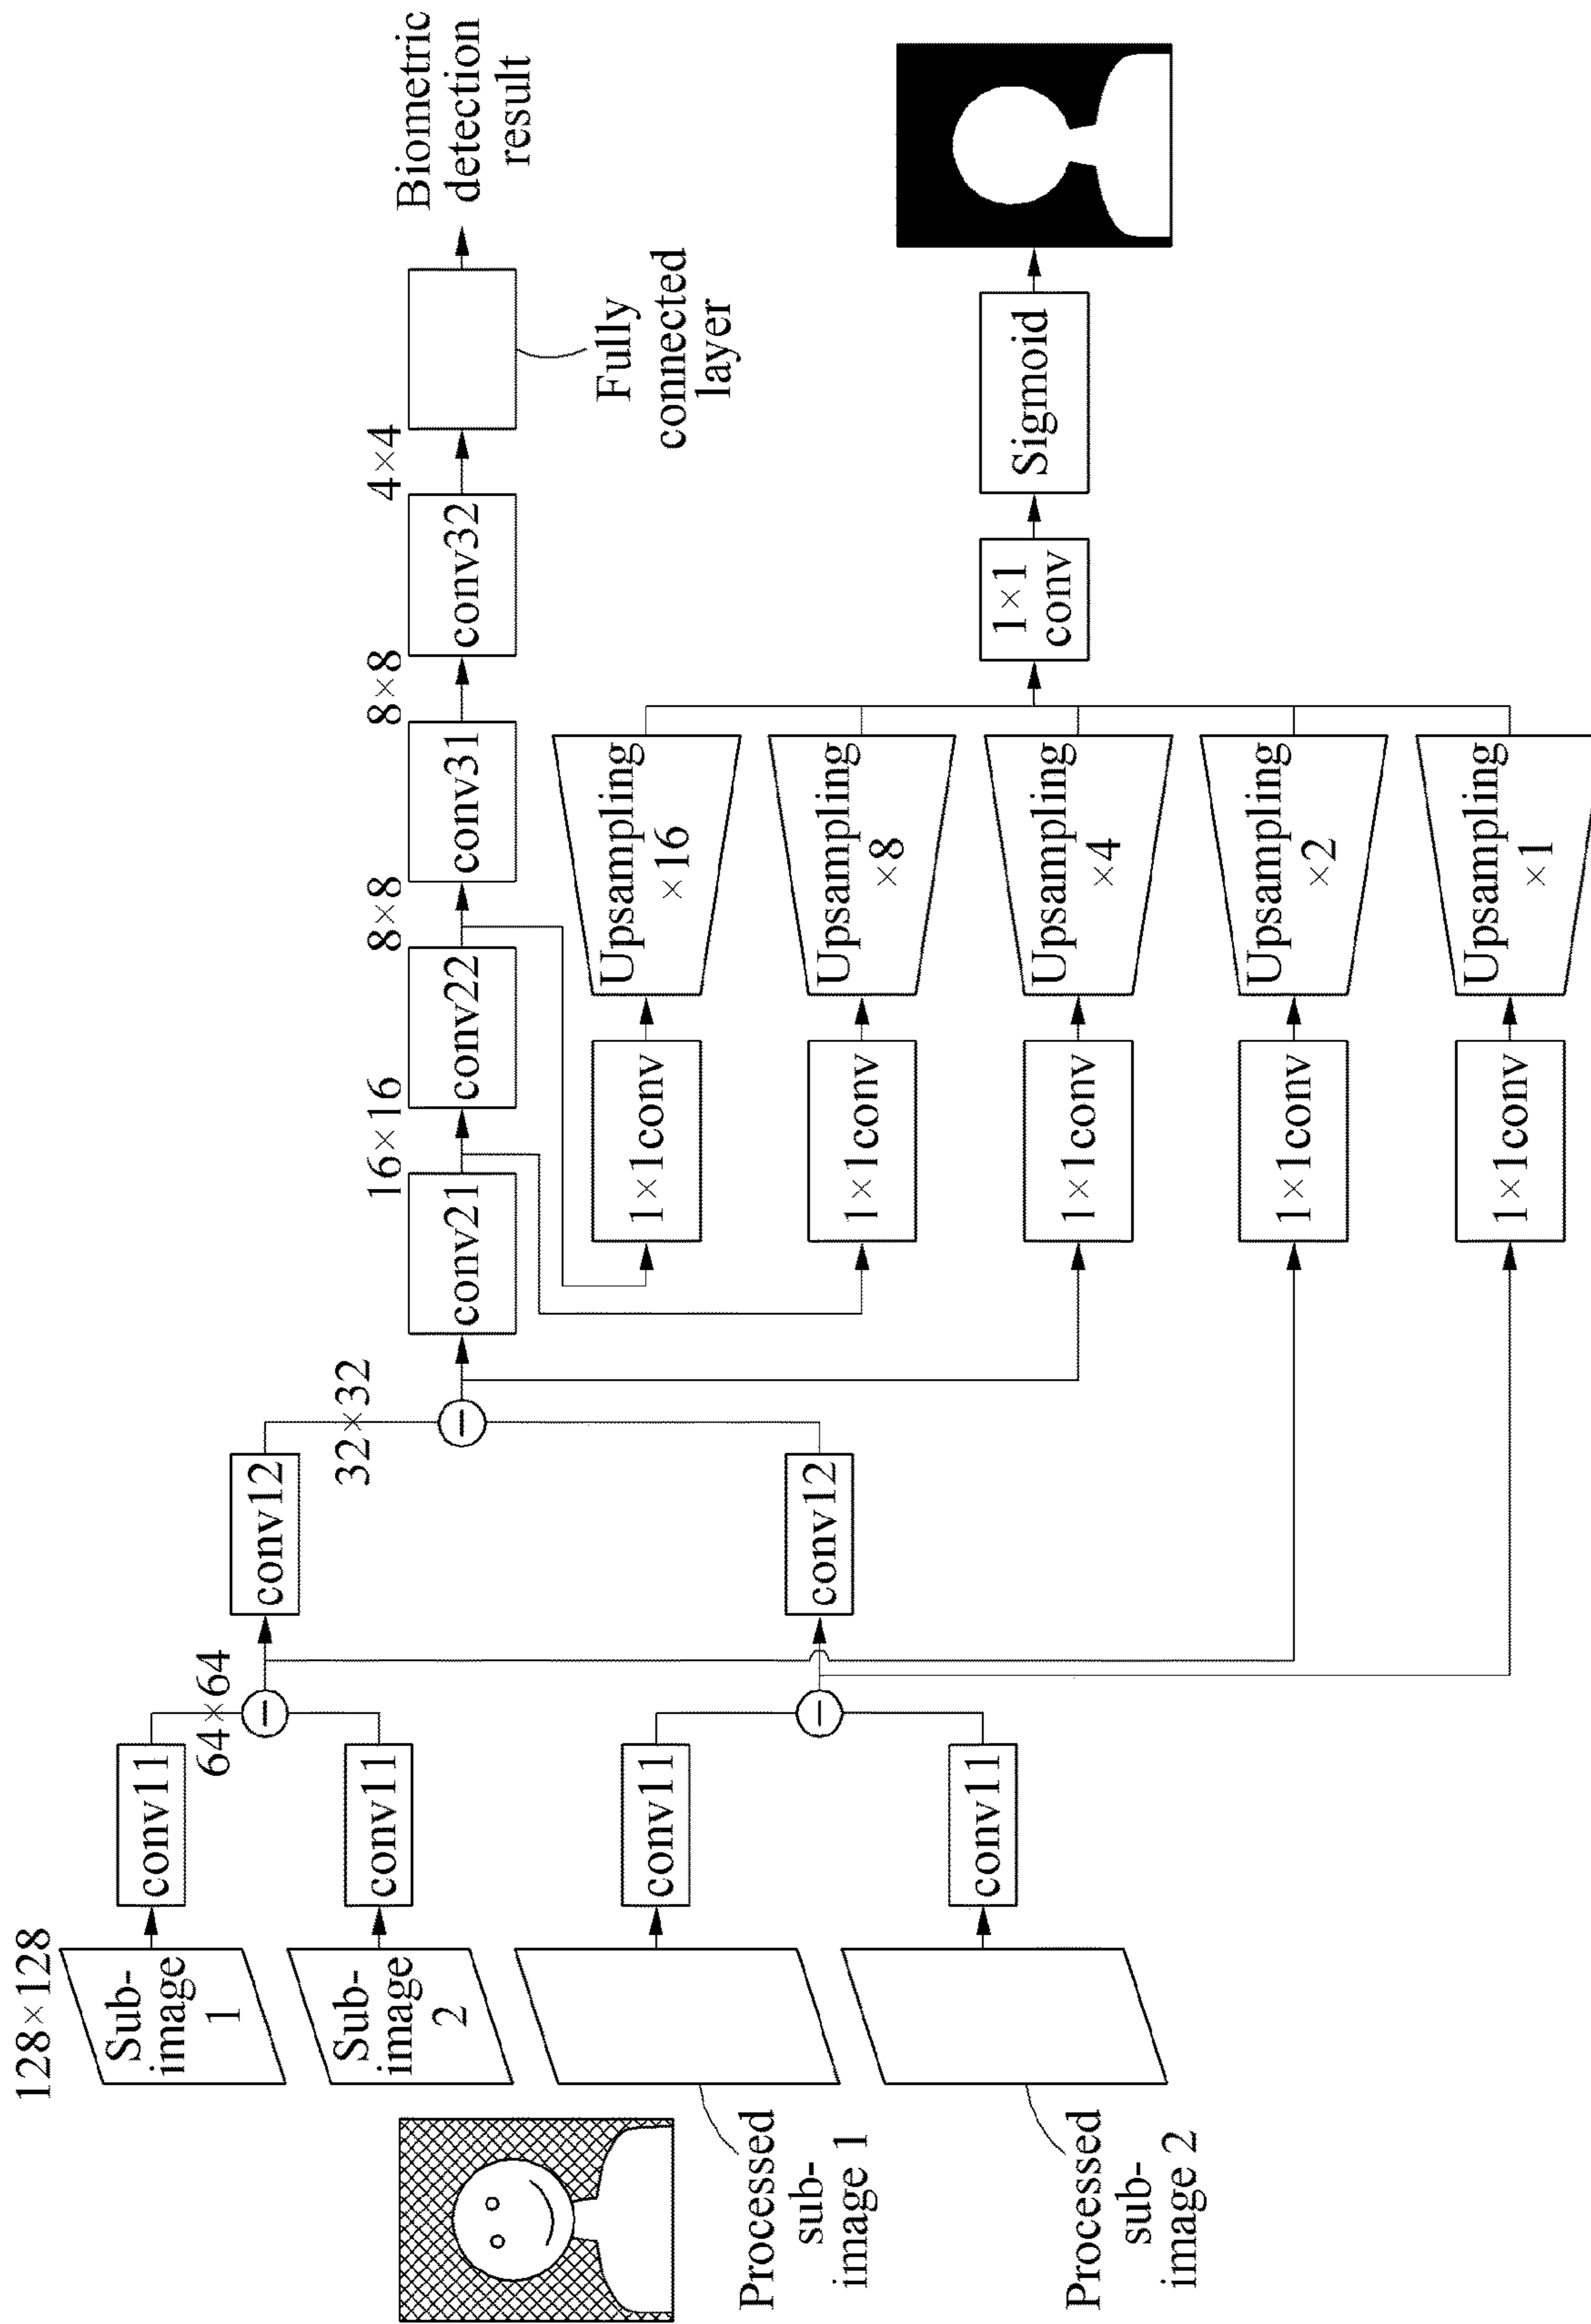 128×128
Sub-
image
1
Sub-
image
2
Processed
sub-
image 1
Processed
sub-
image 2
conv11
conv11
conv11
conv11
64×64
conv12
conv12
32×32
conv21
16×16
conv22
8×8
conv31
8×8
conv32
4×4
Fully
connected
layer
Biometric
detection
result
1×1conv
Upsampling
×16
1×1conv
Upsampling
×8
1×1conv
Upsampling
×4
1×1conv
Upsampling
×2
1×1conv
Upsampling
×1
1×1
conv
Sigmoid